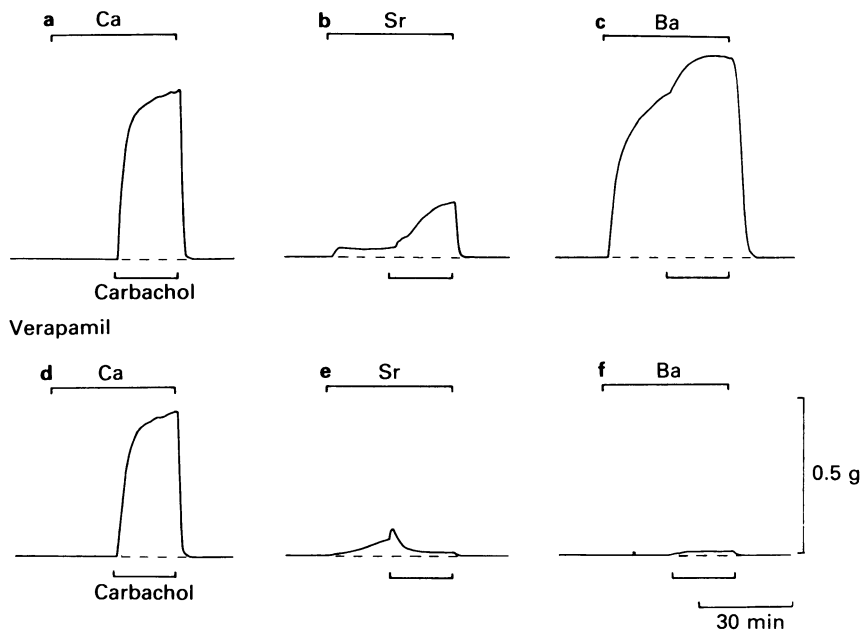 a Ca
b Sr
c Ba
Carbachol
Verapamil
d Ca
e Sr
f Ba
0.5 g
Carbachol
30 min